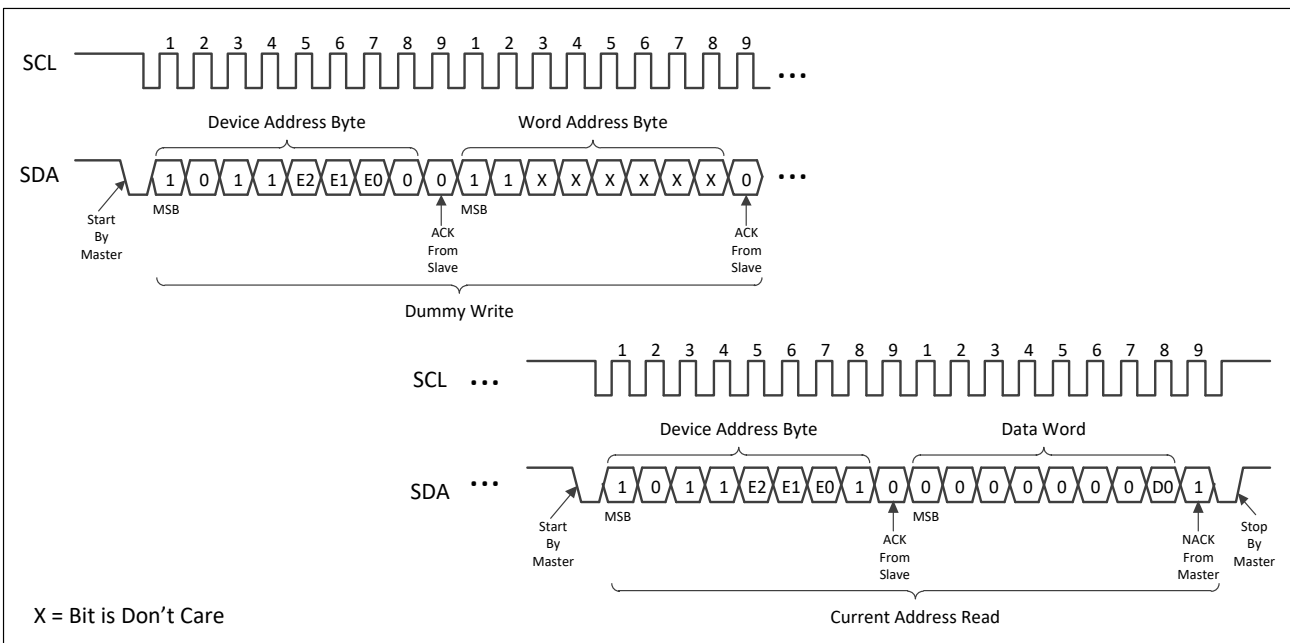 1 2 3 4 5 6 7 8 9 1 2 3 4 5 6 7 8 9
SCL ...
Device Address Byte Word Address Byte
SDA 1 0 1 1 E2 E1 E0 0 0 1 1 X X X X X X 0 ...
MSB MSB
Start By Master
ACK From Slave
ACK From Slave
Dummy Write
1 2 3 4 5 6 7 8 9 1 2 3 4 5 6 7 8 9
SCL ...
Device Address Byte Data Word
SDA ... 1 0 1 1 E2 E1 E0 1 0 0 0 0 0 0 0 0 D0 1
MSB MSB
Start By Master
ACK From Slave
NACK From Master
Stop By Master
X = Bit is Don’t Care
Current Address Read